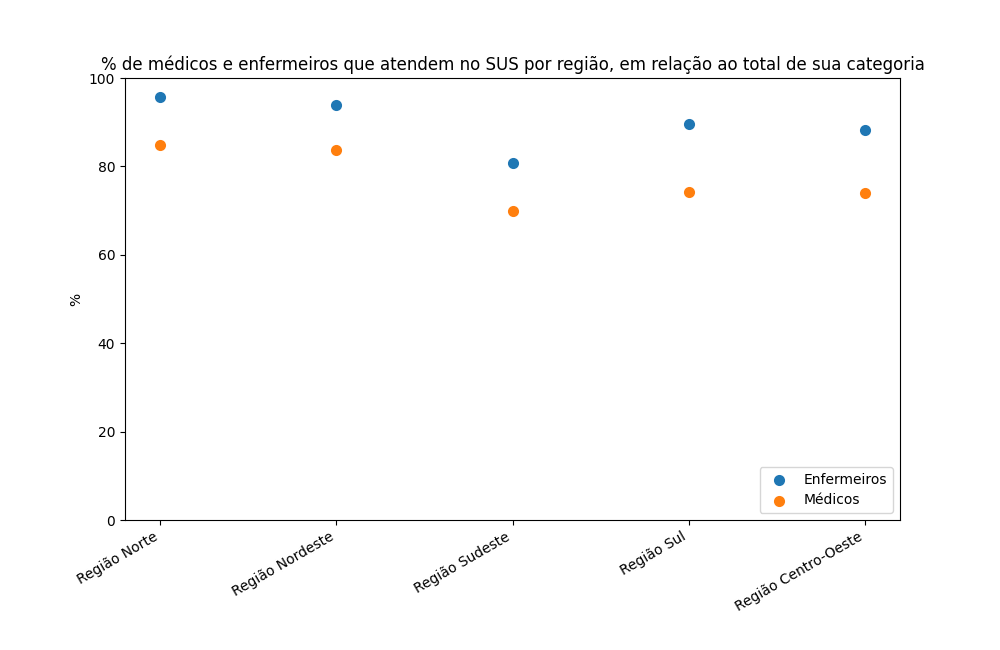 % de médicos e enfermeiros que atendem no SUS por região, em relação ao total de sua categoria
100
80
60
40
20
0
%
Enfermeiros
Médicos
Região Norte
Região Nordeste
Região Sudeste
Região Sul
Região Centro-Oeste